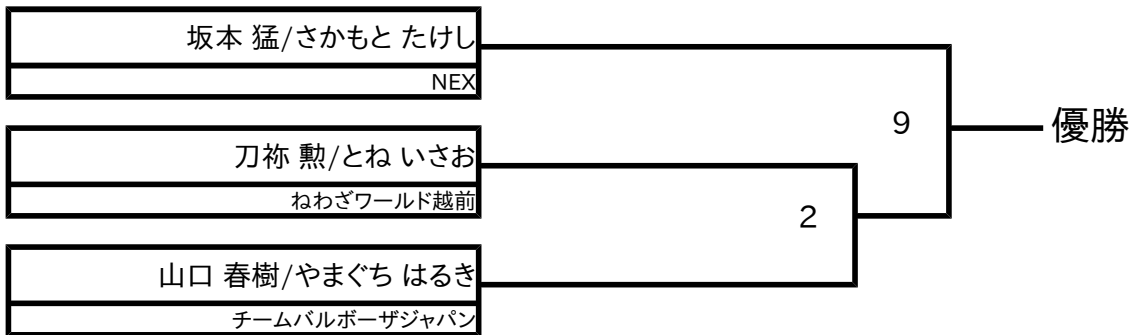 坂本 猛/さかもと たけし
NEX
9
優勝
刀祢 勲/とね いさお
ねわざワールド越前
2
山口 春樹/やまぐち はるき
チームバルボーザジャパン